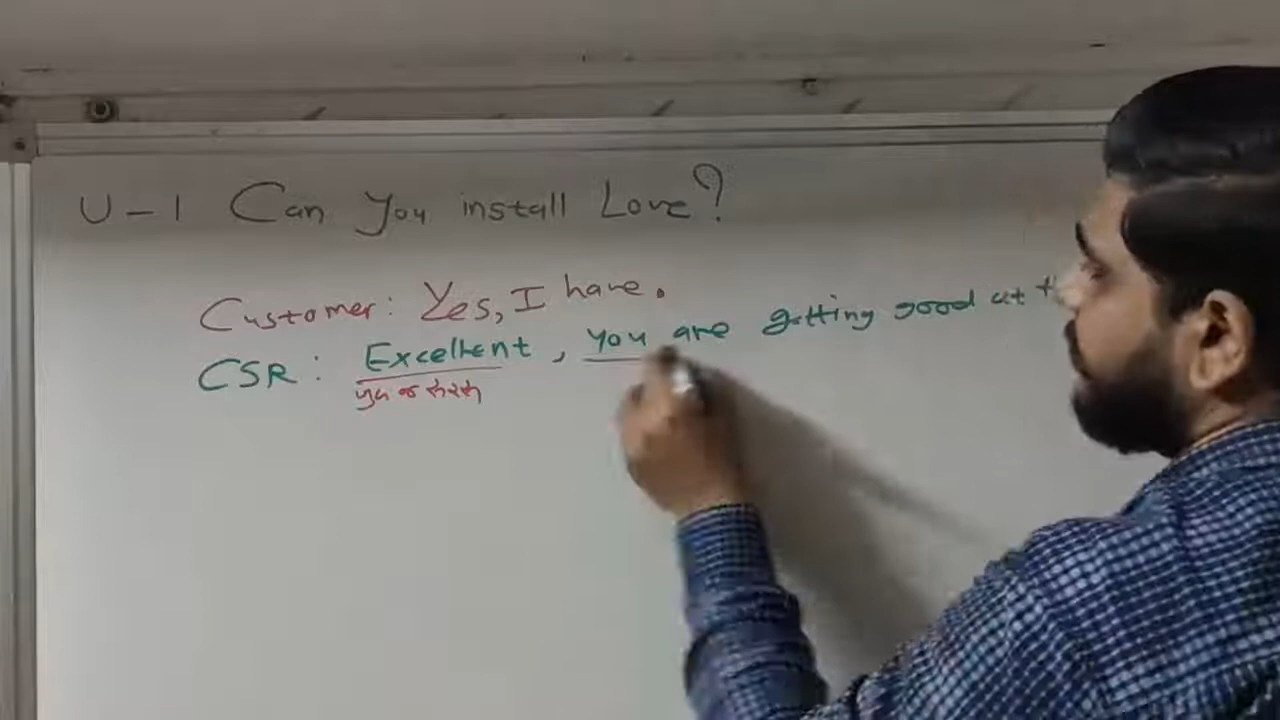 U-1 Can you install Love?
Customer: Yes, I have.
CSR: Excellent, you are getting good at